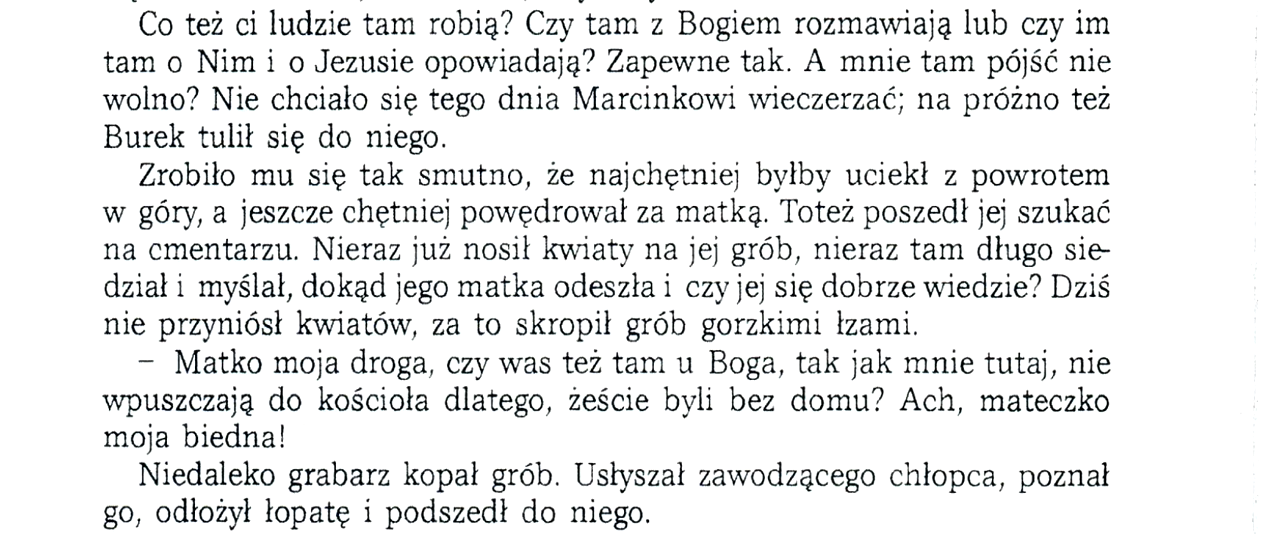 Co też ci ludzie tam robią? Czy tam z Bogiem rozmawiają lub czy im
tam o Nim i o Jezusie opowiadają? Zapewne tak. A mnie tam pójść nie
wolno? Nie chciało się tego dnia Marcinkowi wieczerzać; na próżno też
Burek tulił się do niego.
Zrobiło mu się tak smutno, że najchętniej byłby uciekł z powrotem
w góry, a jeszcze chętniej powędrował za matką. Toteż poszedł jej szukać
na cmentarzu. Nieraz już nosił kwiaty na jej grób, nieraz tam długo sie-
dział i myślał, dokąd jego matka odeszła i czy jej się dobrze wiedzie? Dziś
nie przyniósł kwiatów, za to skropił grób gorzkimi łzami.
– Matko moja droga, czy was też tam u Boga, tak jak mnie tutaj, nie
wpuszczają do kościoła dlatego, żeście byli bez domu? Ach, mateczko
moja biedna!
Niedaleko grabarz kopał grób. Usłyszał zawodzącego chłopca, poznał
go, odłożył łopatę i podszedł do niego.